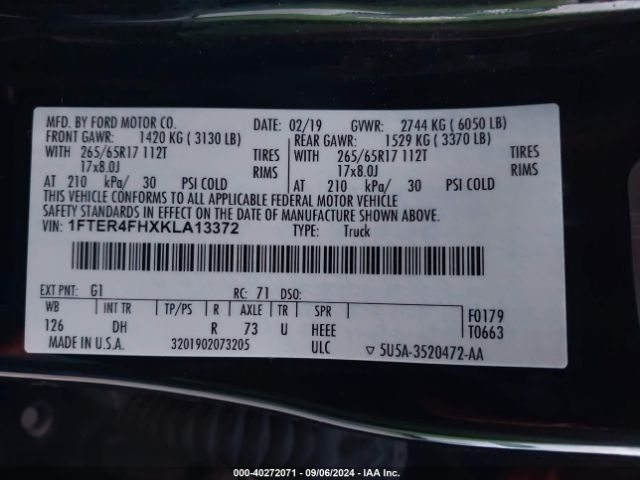 MFD. BY FORD MOTOR CO. DATE: 02/19 GVWR: 2744 KG ( 6050 LB)
FRONT GAWR: 1420 KG ( 3130 LB) REAR GAWR: 1529 KG ( 3370 LB)
WITH 265/65R17 112T TIRES WITH 265/65R17 112T TIRES
17x8.0J RIMS 17x8.0J RIMS
AT 210 kPa/ 30 PSI COLD AT 210 kPa/ 30 PSI COLD
THIS VEHICLE CONFORMS TO ALL APPLICABLE FEDERAL MOTOR VEHICLE
SAFETY STANDARDS IN EFFECT ON THE DATE OF MANUFACTURE SHOWN ABOVE.
VIN: 1FTER4FHXKLA13372 TYPE: Truck
EXT PNT: G1 RC: 71 DSO:
WB INT TR TP/PS R AXLE TR SPR F0179
126 DH R 73 U HEEE T0663
MADE IN U.S.A. 3201902073205 ULC ▽ 5U5A-3520472-AA
000-40272071 - 09/06/2024 - IAA Inc.